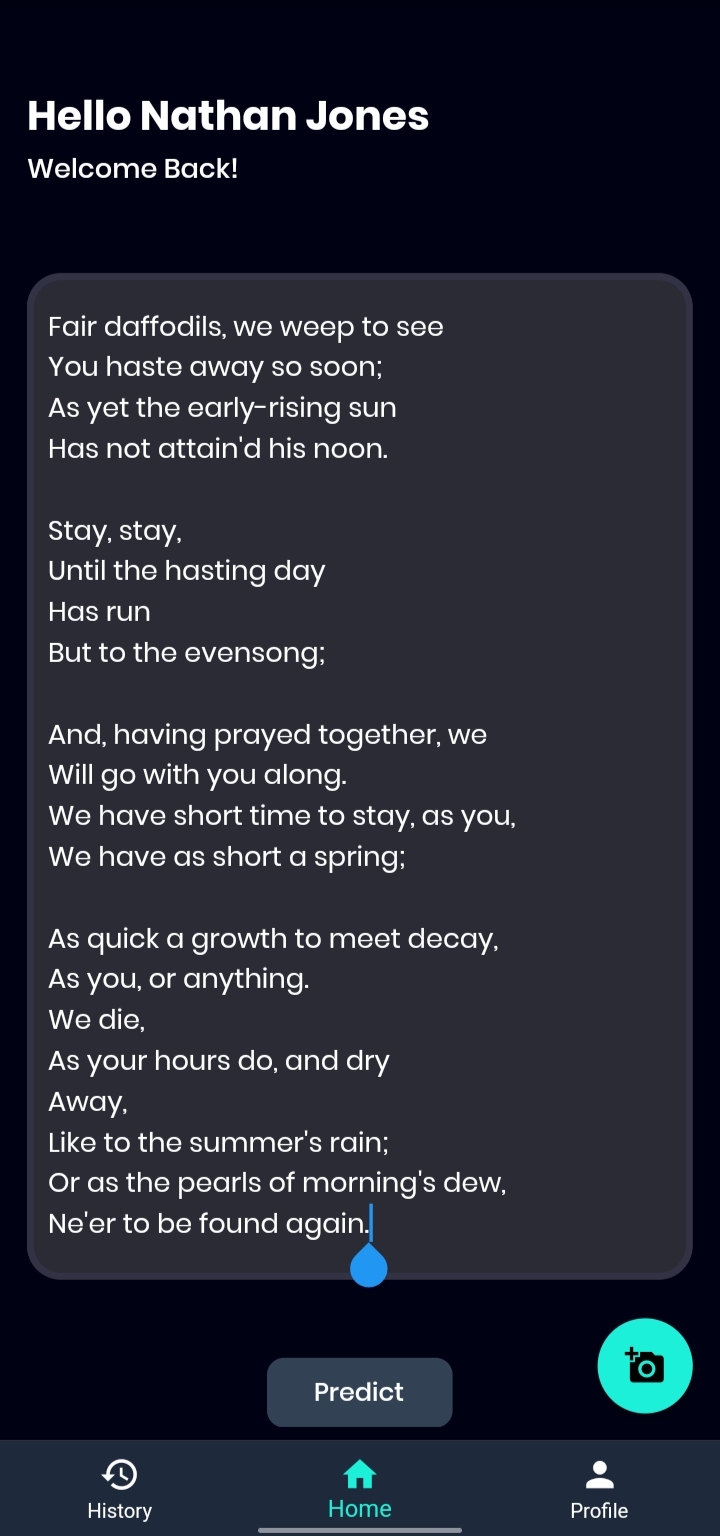 Hello Nathan Jones
Welcome Back!
Fair daffodils, we weep to see
You haste away so soon;
As yet the early-rising sun
Has not attain'd his noon.
Stay, stay,
Until the hasting day
Has run
But to the evensong;
And, having prayed together, we
Will go with you along.
We have short time to stay, as you,
We have as short a spring;
As quick a growth to meet decay,
As you, or anything.
We die,
As your hours do, and dry
Away,
Like to the summer's rain;
Or as the pearls of morning's dew,
Ne'er to be found again.
Predict
History
Home
Profile